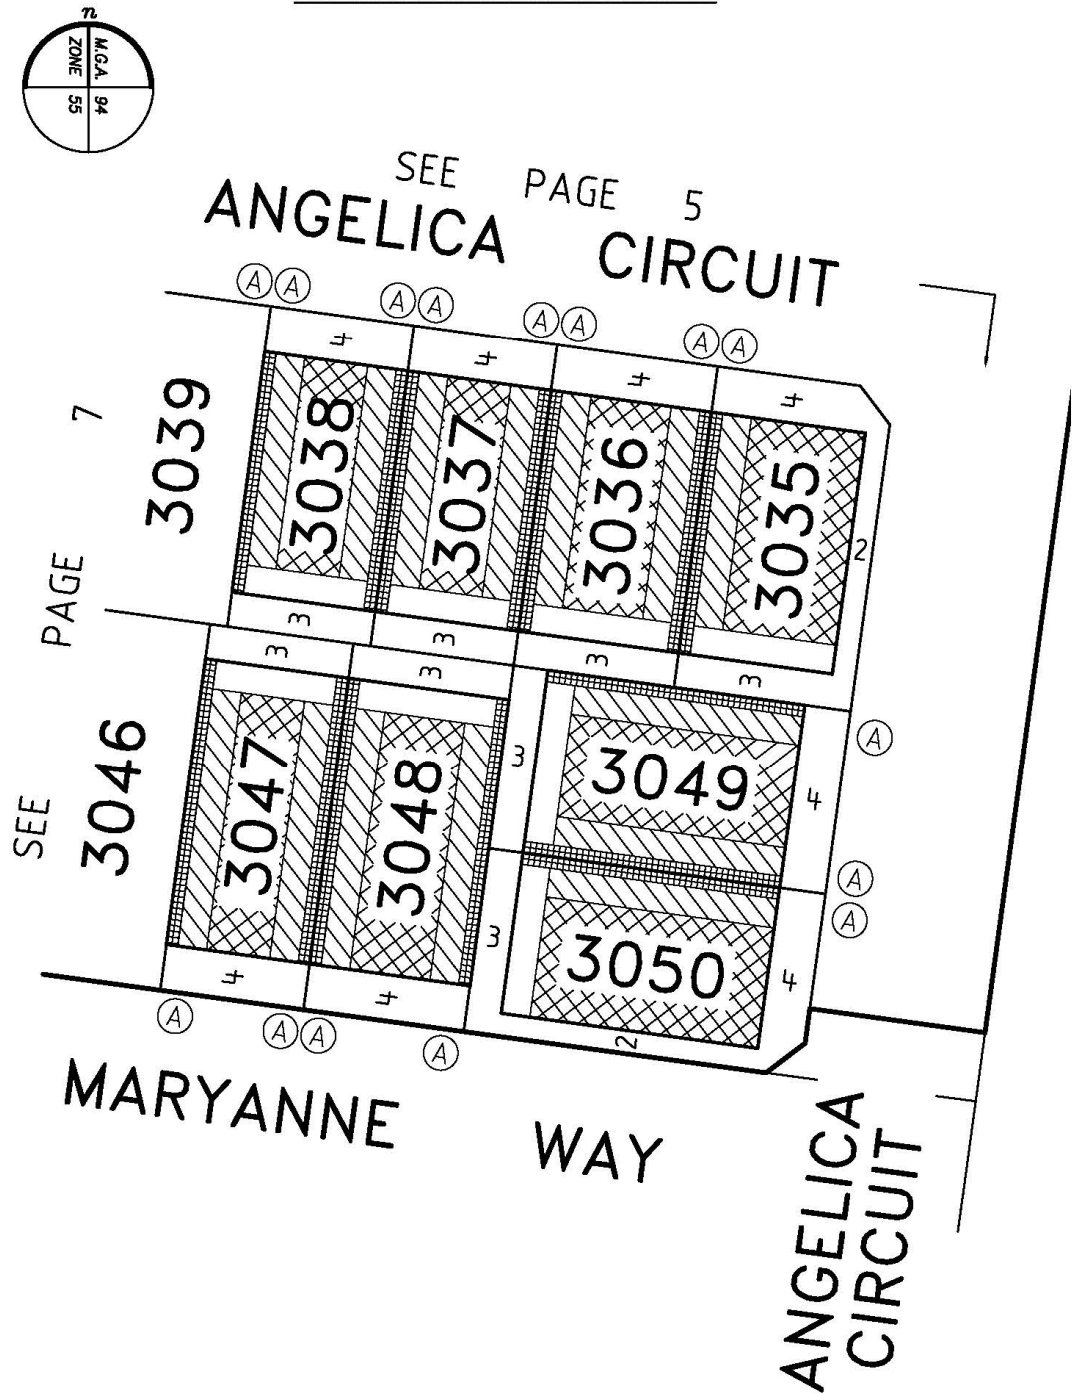 n
M.G.A. 94
ZONE 55
SEE PAGE 5
ANGELICA CIRCUIT
A A A A A A A A
4 4 4 4
3039
3038
3037
3036
3035
2
SEE PAGE 7
3 3 3 3
3 3
3046
3047
3048
3
3049
4
A
A
A
3
3050
4
4 4
2
A A A A
MARYANNE WAY
ANGELICA
CIRCUIT